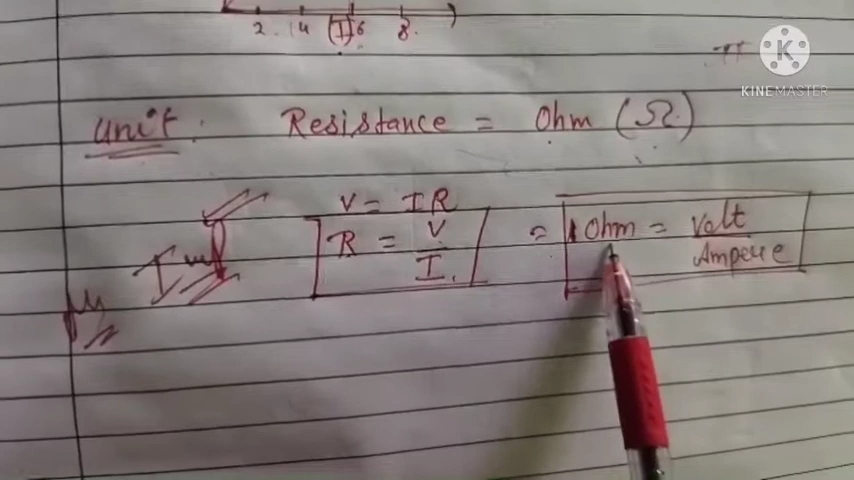 2 4 (I) 6 8
K
KINEMASTER
Unit : Resistance = Ohm (Ω)
V = IR
R = V / I = 1 Ohm = Volt / Ampere